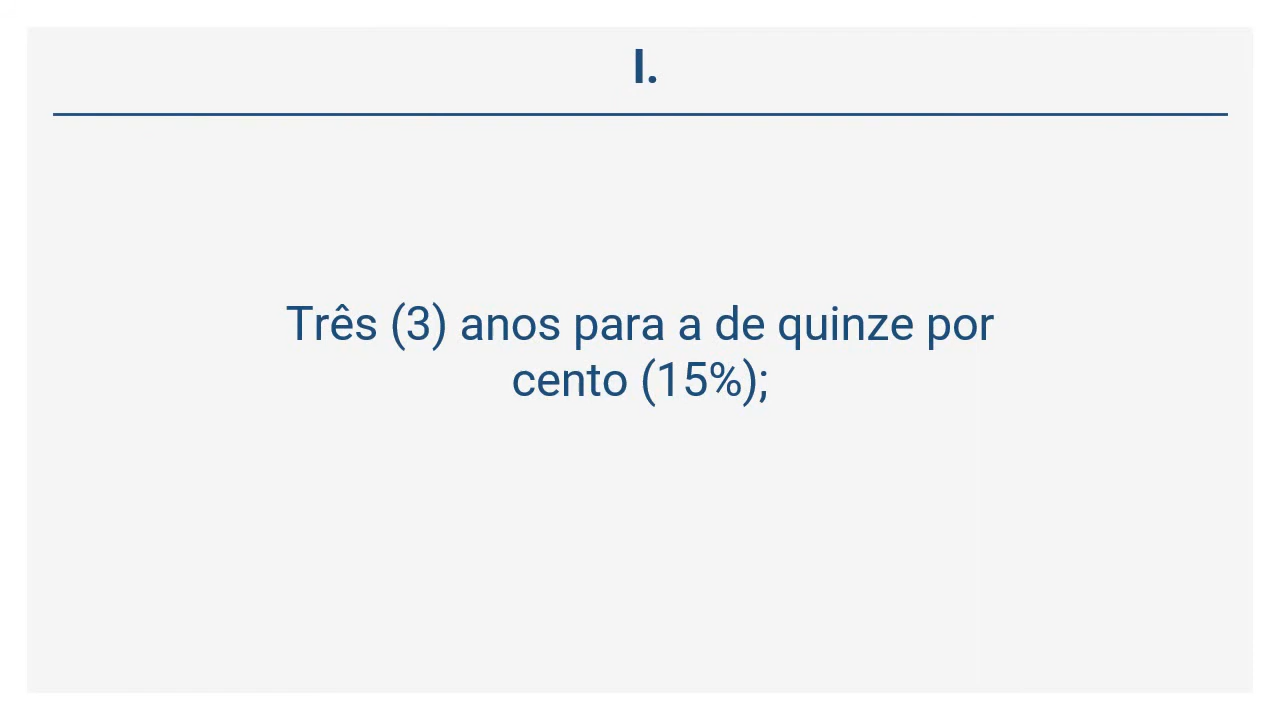 I.
Três (3) anos para a de quinze por
cento (15%);